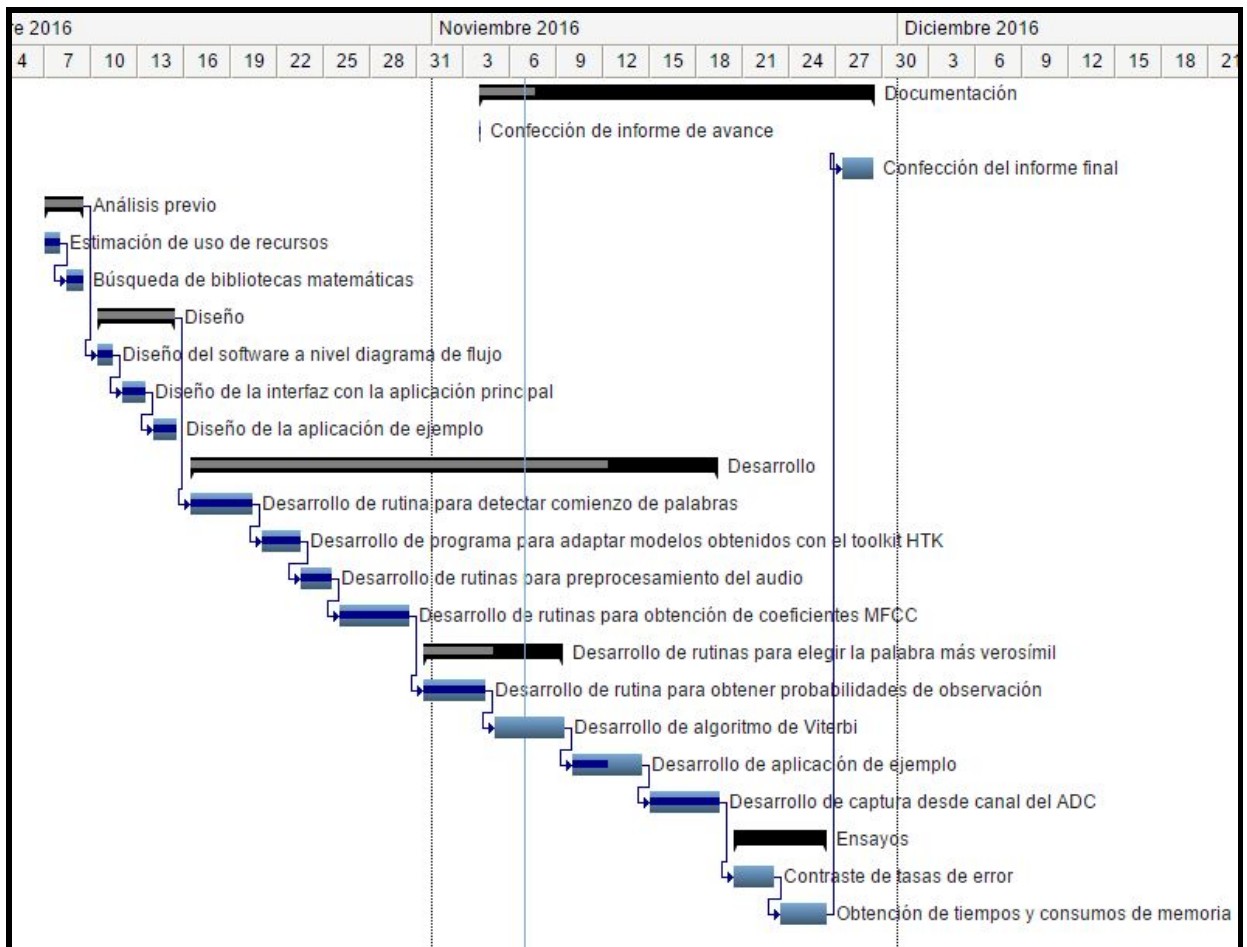 re 2016 Noviembre 2016 Diciembre 2016
4 7 10 13 16 19 22 25 28 31 3 6 9 12 15 18 21 24 27 30 3 6 9 12 15 18 21
Documentación
Confección de informe de avance
Confección del informe final
Análisis previo
Estimación de uso de recursos
Búsqueda de bibliotecas matemáticas
Diseño
Diseño del software a nivel diagrama de flujo
Diseño de la interfaz con la aplicación principal
Diseño de la aplicación de ejemplo
Desarrollo
Desarrollo de rutina para detectar comienzo de palabras
Desarrollo de programa para adaptar modelos obtenidos con el toolkit HTK
Desarrollo de rutinas para preprocesamiento del audio
Desarrollo de rutinas para obtención de coeficientes MFCC
Desarrollo de rutinas para elegir la palabra más verosímil
Desarrollo de rutina para obtener probabilidades de observación
Desarrollo de algoritmo de Viterbi
Desarrollo de aplicación de ejemplo
Desarrollo de captura desde canal del ADC
Ensayos
Contraste de tasas de error
Obtención de tiempos y consumos de memoria